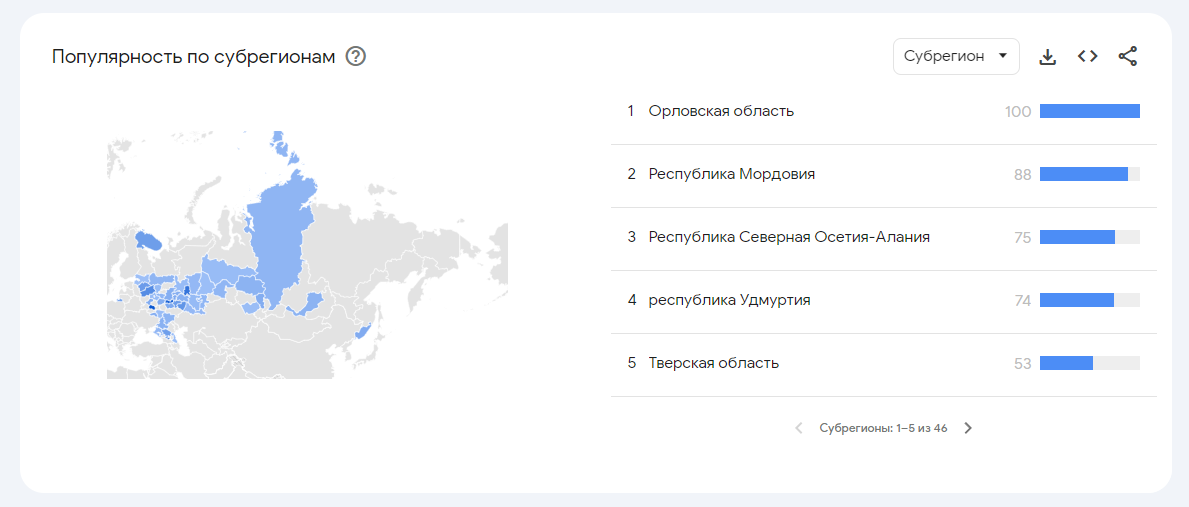 Популярность по субрегионам
Субрегион
1 Орловская область 100
2 Республика Мордовия 88
3 Республика Северная Осетия-Алания 75
4 республика Удмуртия 74
5 Тверская область 53
Субрегионы: 1–5 из 46